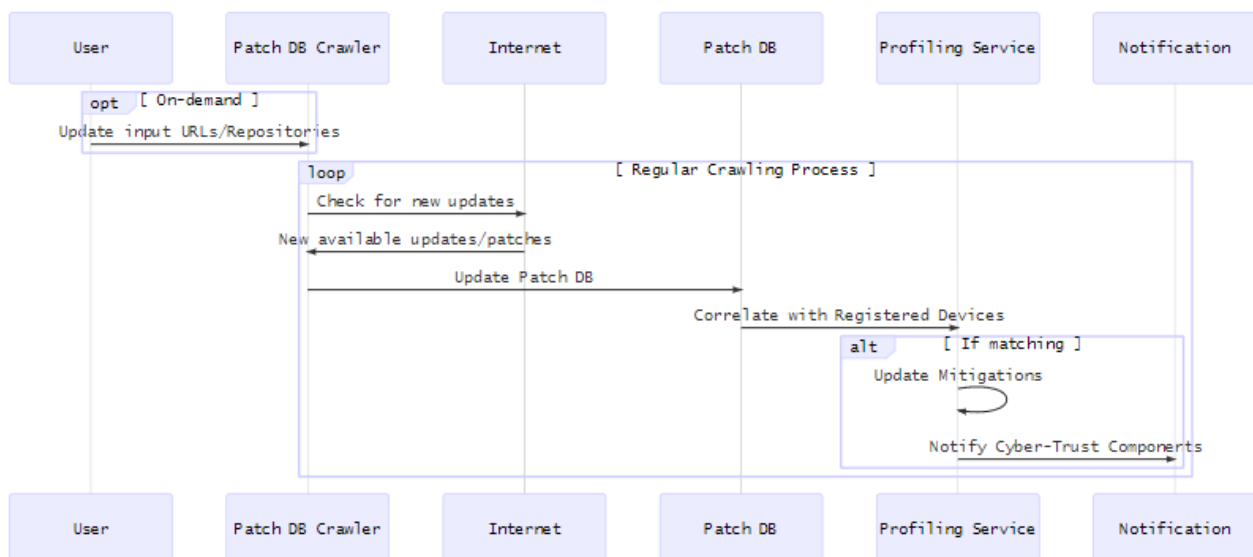 User
Patch DB Crawler
Internet
Patch DB
Profiling Service
Notification
opt
[ On-demand ]
Update input URLs/Repositories
loop
[ Regular Crawling Process ]
Check for new updates
New available updates/patches
Update Patch DB
Correlate with Registered Devices
alt
[ If matching ]
Update Mitigations
Notify Cyber-Trust Components
User
Patch DB Crawler
Internet
Patch DB
Profiling Service
Notification